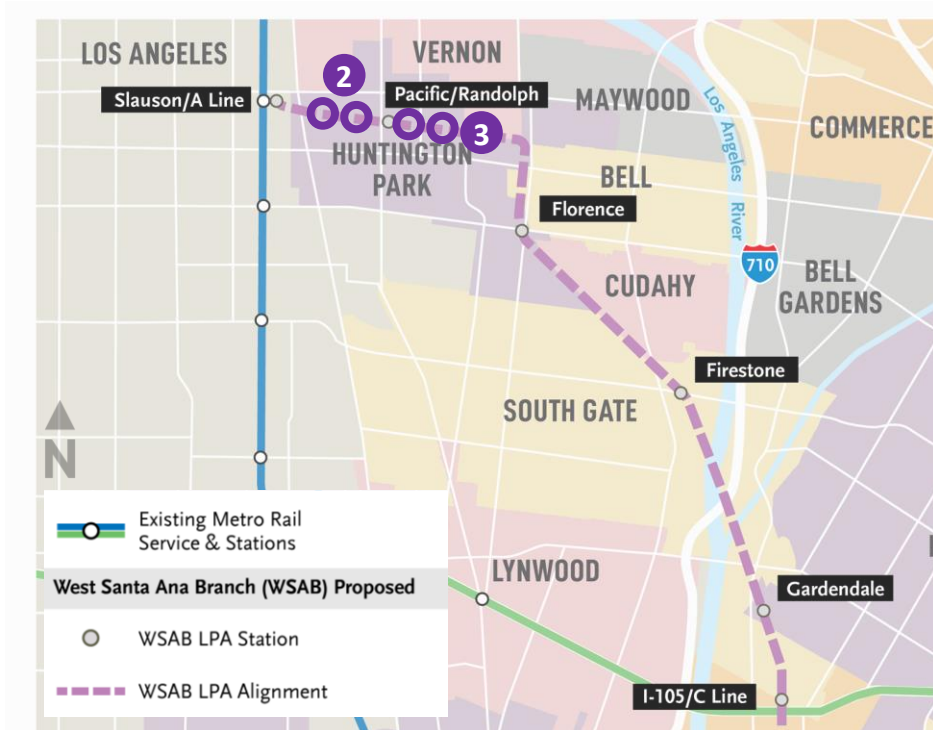 LOS ANGELES
VERNON
2
Slauson/A Line
Pacific/Randolph
MAYWOOD
Los Angeles River
COMMERCE
3
HUNTINGTON
PARK
BELL
Florence
710
CUDAHY
BELL
GARDENS
Firestone
SOUTH GATE
N
Existing Metro Rail
Service & Stations
LYNWOOD
West Santa Ana Branch (WSAB) Proposed
Gardendale
WSAB LPA Station
WSAB LPA Alignment
I-105/C Line